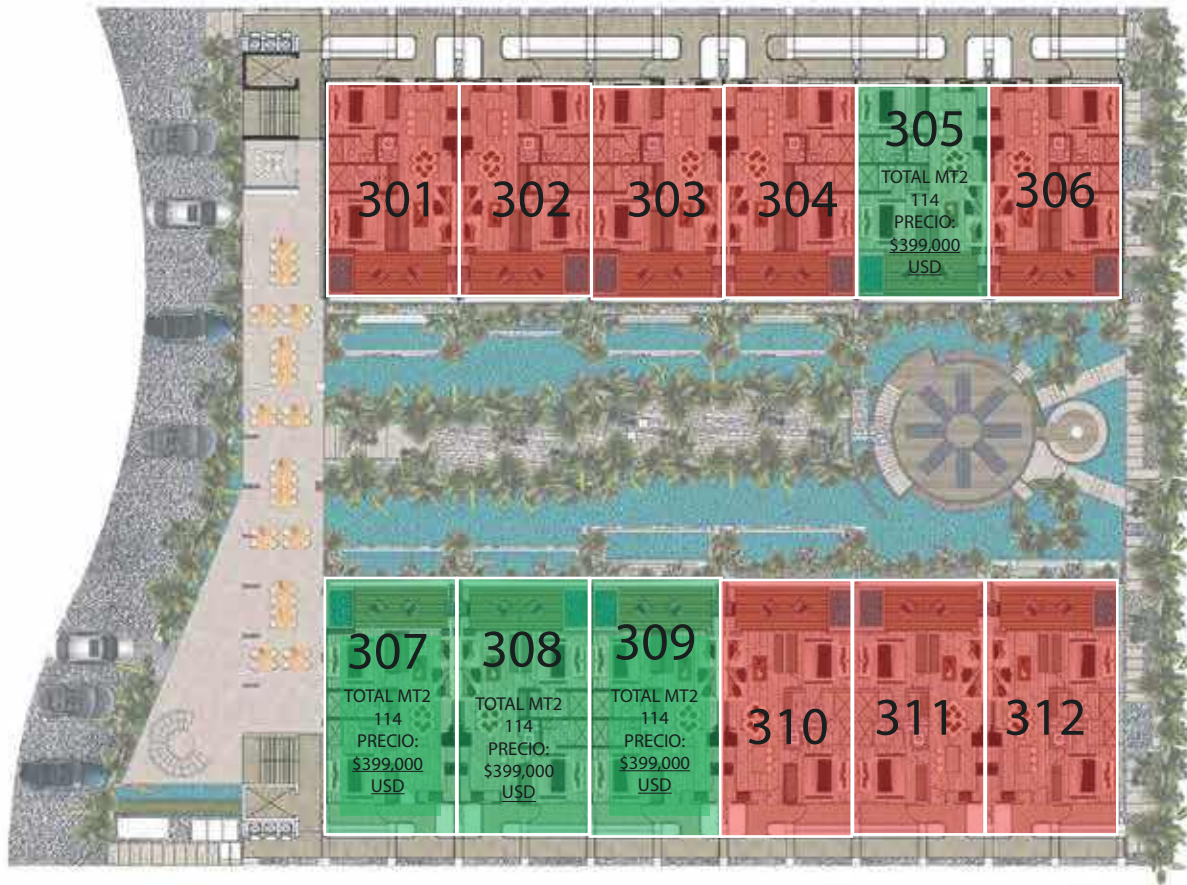 301
302
303
304
305
TOTAL MT2
114
PRECIO:
$399,000
USD
306
307
TOTAL MT2
114
PRECIO:
$399,000
USD
308
TOTAL MT2
114
PRECIO:
$399,000
USD
309
TOTAL MT2
114
PRECIO:
$399,000
USD
310
311
312